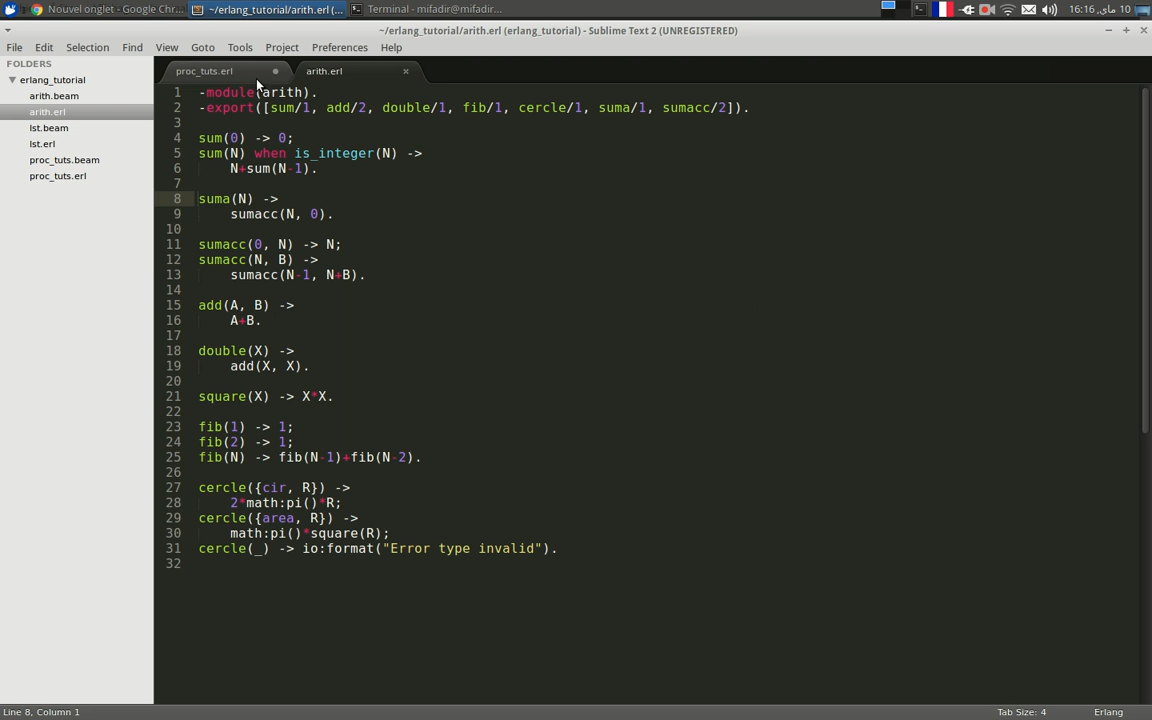 Nouvel onglet - Google Chr...
~/erlang_tutorial/arith.erl (...
Terminal - mifadir@mifadir...
16:16 ماي, 10
~/erlang_tutorial/arith.erl (erlang_tutorial) - Sublime Text 2 (UNREGISTERED)
File Edit Selection Find View Goto Tools Project Preferences Help
FOLDERS
erlang_tutorial
arith.beam
arith.erl
lst.beam
lst.erl
proc_tuts.beam
proc_tuts.erl
proc_tuts.erl
arith.erl
1 -module(arith).
2 -export([sum/1, add/2, double/1, fib/1, cercle/1, suma/1, sumacc/2]).
3
4 sum(0) -> 0;
5 sum(N) when is_integer(N) ->
6 N+sum(N-1).
7
8 suma(N) ->
9 sumacc(N, 0).
10
11 sumacc(0, N) -> N;
12 sumacc(N, B) ->
13 sumacc(N-1, N+B).
14
15 add(A, B) ->
16 A+B.
17
18 double(X) ->
19 add(X, X).
20
21 square(X) -> X*X.
22
23 fib(1) -> 1;
24 fib(2) -> 1;
25 fib(N) -> fib(N-1)+fib(N-2).
26
27 cercle({cir, R}) ->
28 2*math:pi()*R;
29 cercle({area, R}) ->
30 math:pi()*square(R);
31 cercle(_) -> io:format("Error type invalid").
32
Line 8, Column 1
Tab Size: 4
Erlang